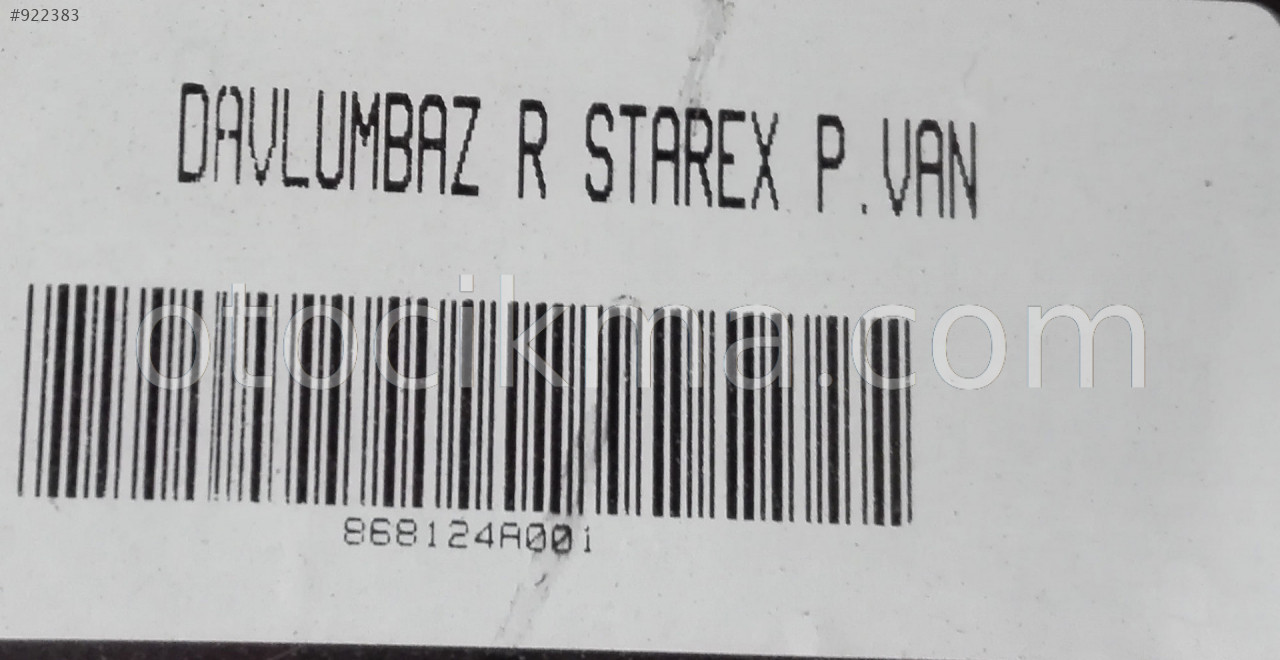 #922383
DAVLUMBAZ R STAREX P.VAN
otocikma.com
868124A001